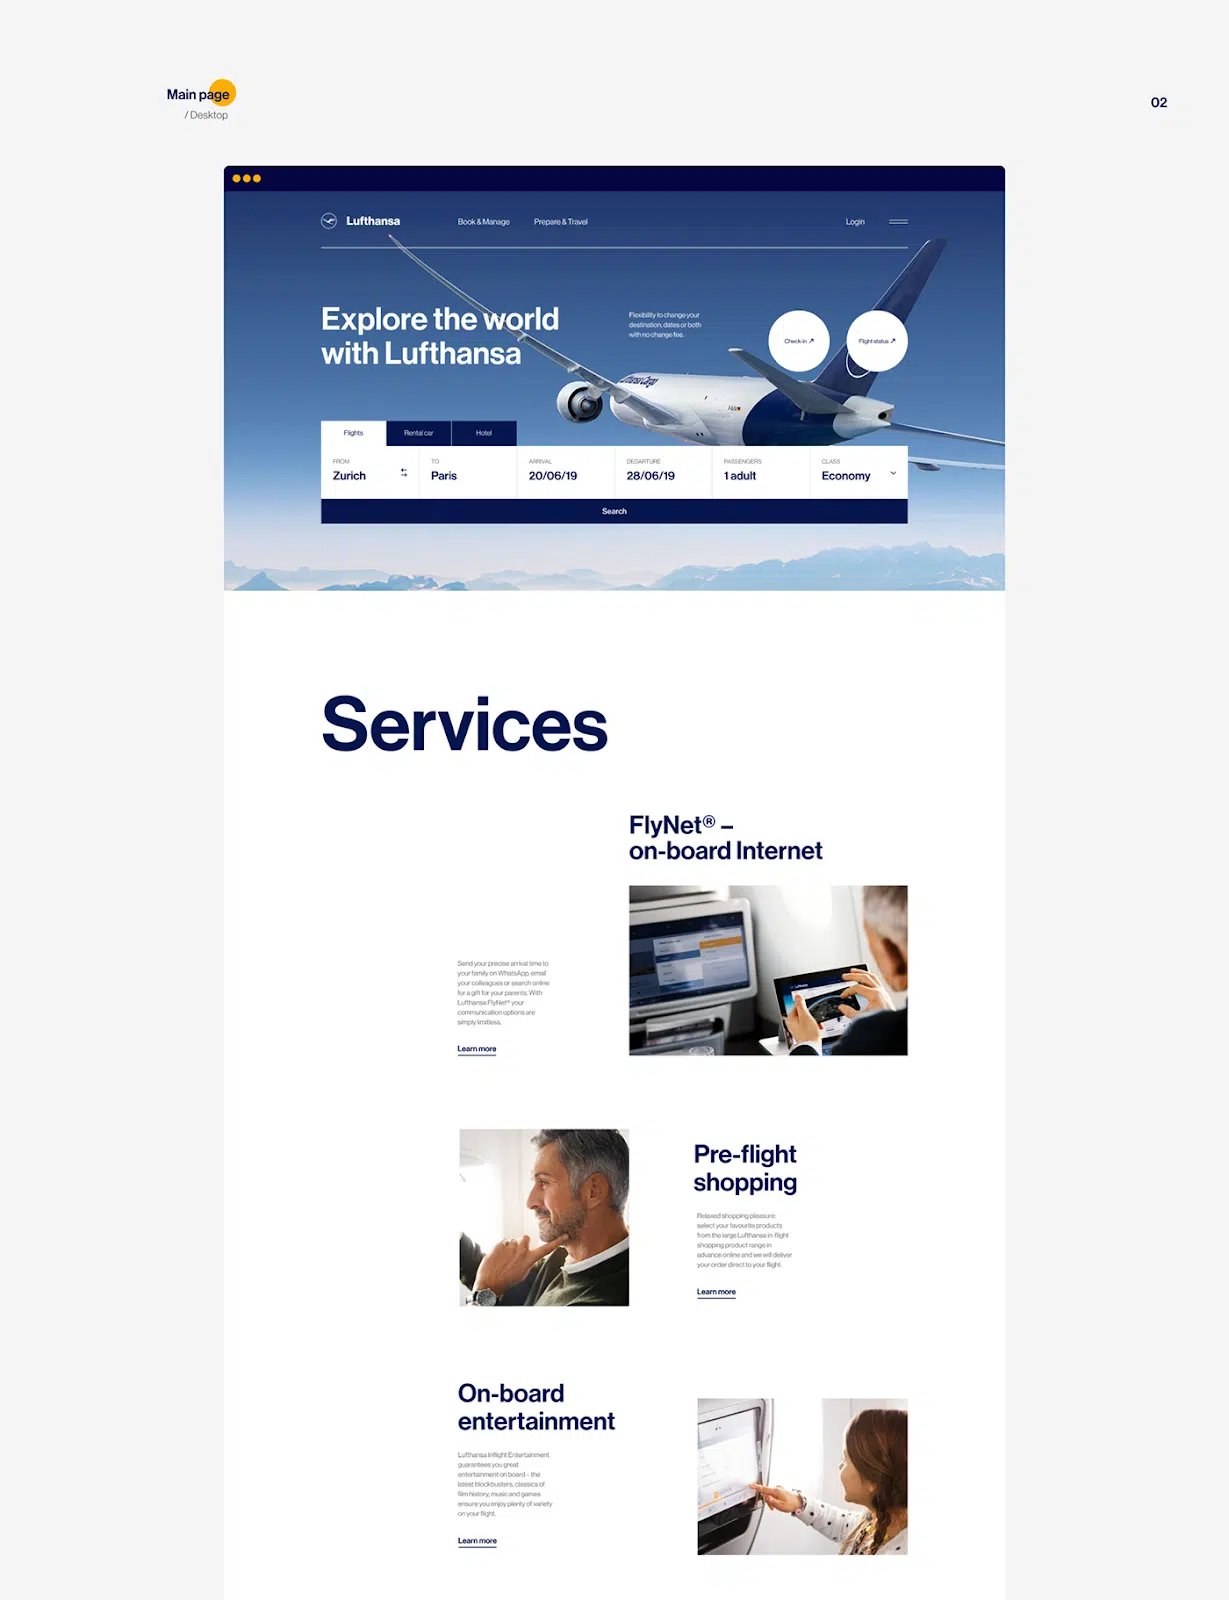 Main page
/ Desktop
02
Lufthansa
Book & Manage
Prepare & Travel
Login
Explore the world
with Lufthansa
Flexibility to change your
destination, dates or both
with no change fee.
Check-in ↗
Flight status ↗
Flights
Rental car
Hotel
FROM
Zurich
TO
Paris
ARRIVAL
20/06/19
DEPARTURE
28/06/19
PASSENGERS
1 adult
CLASS
Economy
Search
Services
FlyNet® –
on-board Internet
Send your precise arrival time to
your family on WhatsApp, email
your colleagues or search online
for a gift for your parents. With
Lufthansa FlyNet® your
communication options are
simply limitless.
Learn more
Pre-flight
shopping
Relaxed shopping pleasure:
select your favourite products
from the large Lufthansa in-flight
shopping product range in
advance online and we will deliver
your order direct to your flight.
Learn more
On-board
entertainment
Lufthansa Inflight Entertainment
guarantees you great
entertainment on board – the
latest blockbusters, classics of
film history, music and games
ensure you enjoy plenty of variety
on your flight.
Learn more